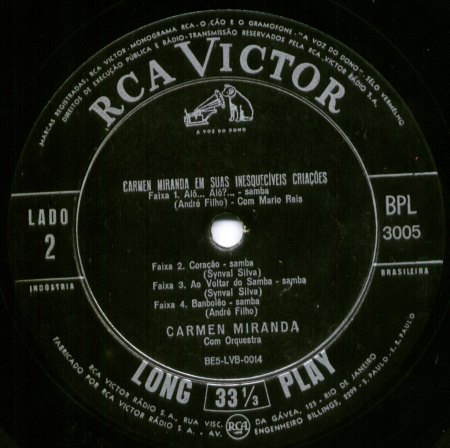 MARCAS REGISTRADAS: RCA VICTOR, MONOGRAMA RCA - O CÃO E O GRAMOFONE - "A VOZ DO DONO" - SÊLO VERMELHO
DIREITOS DE EXECUÇÃO PÚBLICA E RÁDIO-TRANSMISSÃO RESERVADOS PELA RCA VICTOR RÁDIO S.A.
RCA VICTOR
A VOZ DO DONO
CARMEN MIRANDA EM SUAS INESQUECÍVEIS CRIAÇÕES
Faixa 1. Alô... Alô?... - samba
(André Filho) - Com Mario Reis
LADO
2
BPL
3005
INDÚSTRIA
BRASILEIRA
Faixa 2. Coração - samba
(Synval Silva)
Faixa 3. Ao Voltar do Samba - samba
(Synval Silva)
Faixa 4. Banbolêo - samba
(André Filho)
CARMEN MIRANDA
Com Orquestra
BE5-LVB-0014
LONG 33 1/3 PLAY
FABRICADO POR RCA VICTOR RÁDIO S.A., RUA DA GÁVEA, 125 - RIO DE JANEIRO
RCA VICTOR RÁDIO S.A. - AV. ENGENHEIRO BILLINGS, - S. PAULO - E. S. PAULO
RCA